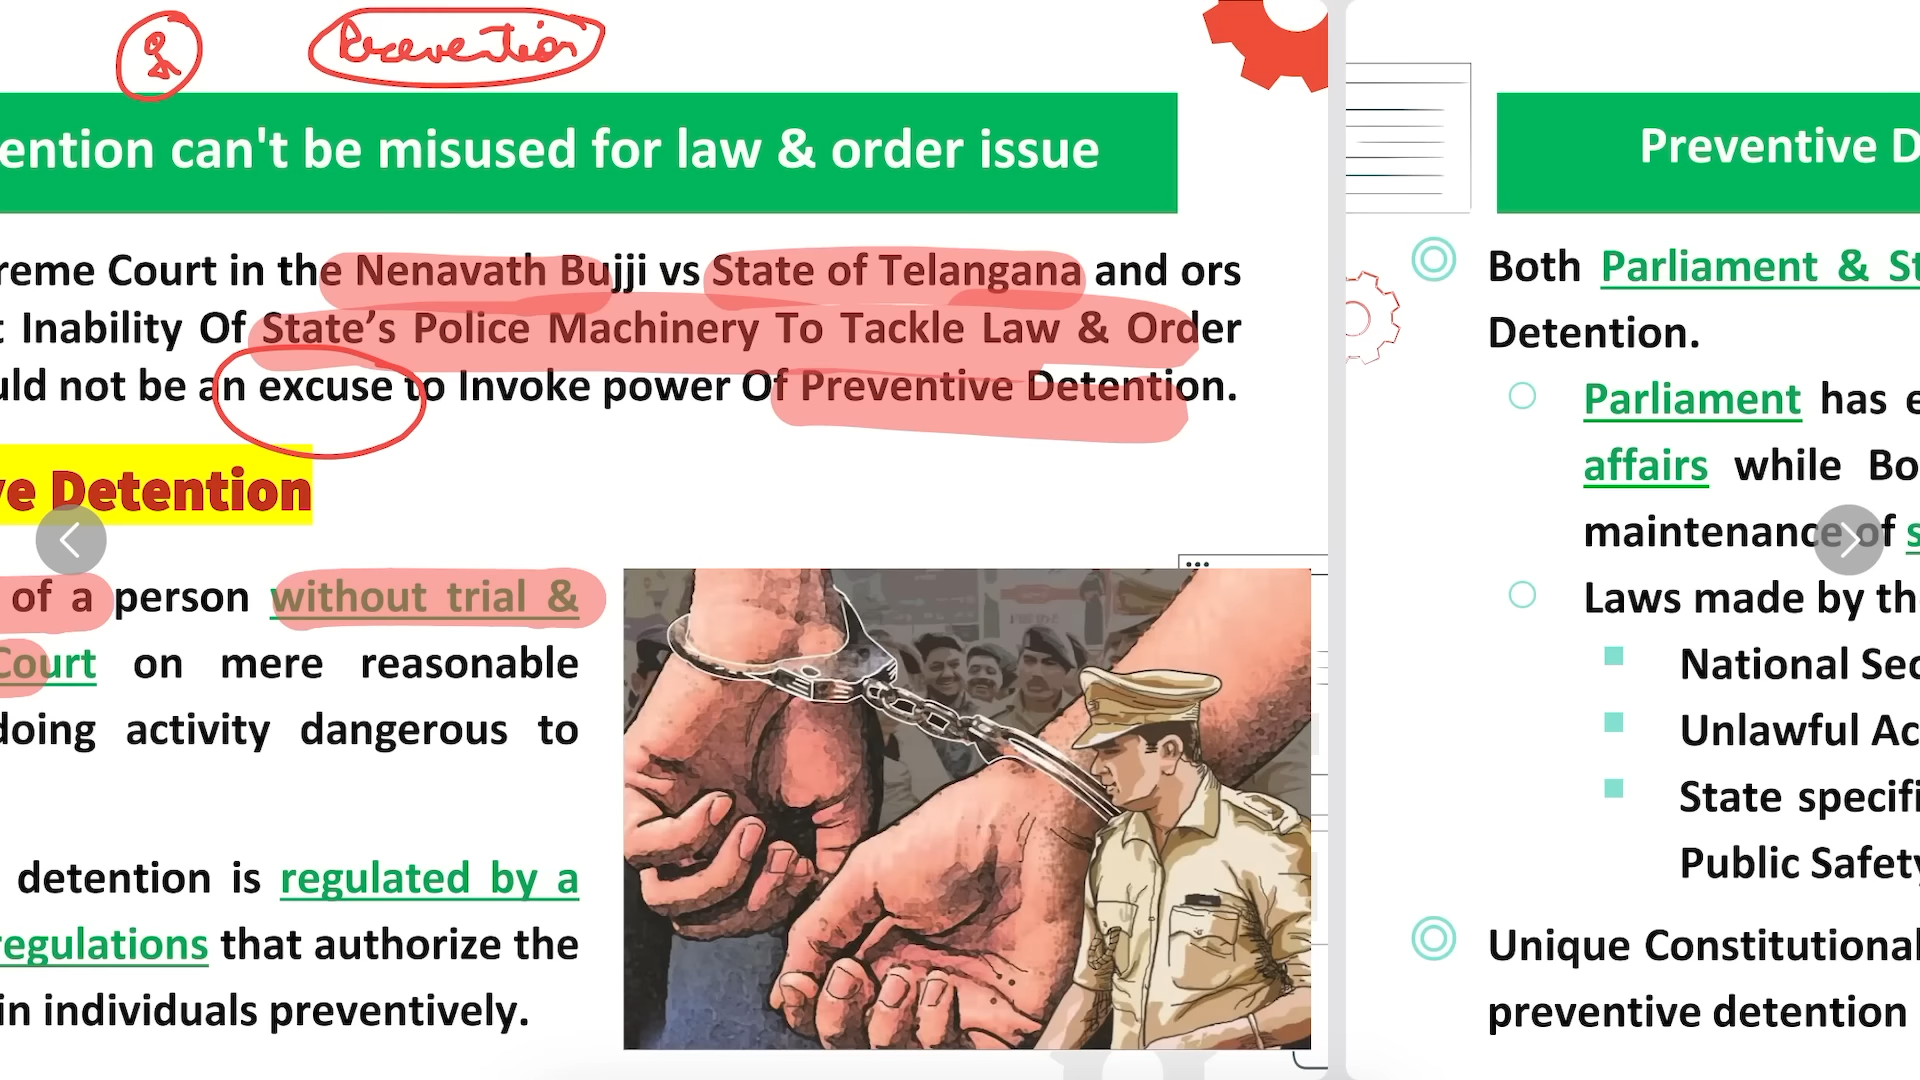 Prevention
ention can't be misused for law & order issue
reme Court in the Nenavath Bujji vs State of Telangana and ors
t Inability Of State’s Police Machinery To Tackle Law & Order
uld not be an excuse to Invoke power Of Preventive Detention.
ve Detention
of a person without trial &
Court on mere reasonable
doing activity dangerous to
detention is regulated by a
regulations that authorize the
in individuals preventively.
Preventive D
Both Parliament & St
Detention.
Parliament has e
affairs while Bo
maintenance of s
Laws made by th
National Sec
Unlawful Ac
State specifi
Public Safety
Unique Constitutional
preventive detention